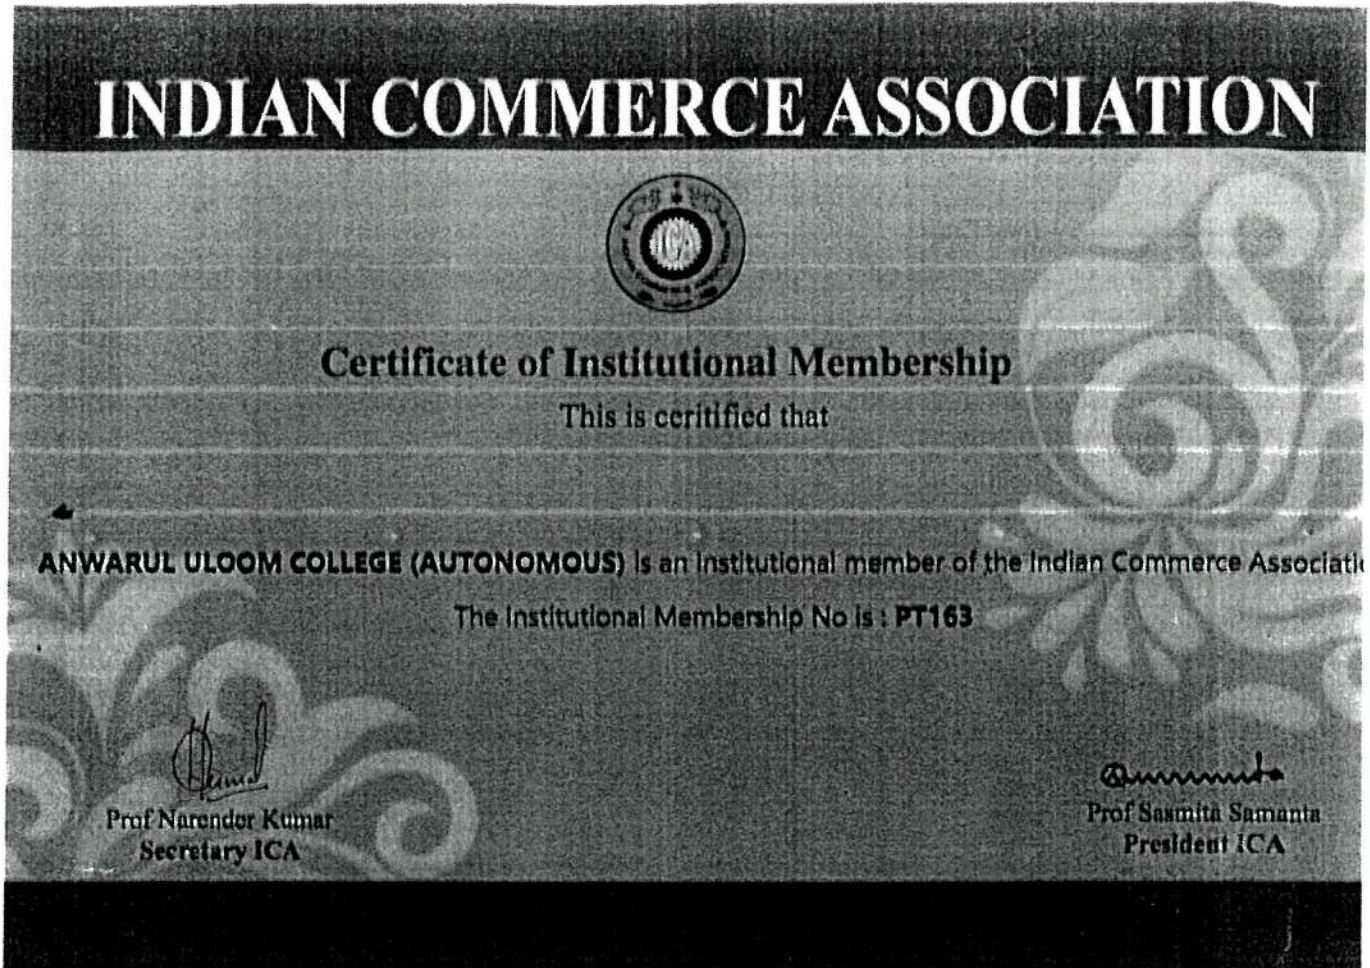 INDIAN COMMERCE ASSOCIATION
ICA
Certificate of Institutional Membership
This is ceritified that
ANWARUL ULOOM COLLEGE (AUTONOMOUS) is an institutional member of the Indian Commerce Associati
The Institutional Membership No is : PT163
Prof Narender Kumar
Secretary ICA
Prof Sasmita Samanta
President ICA